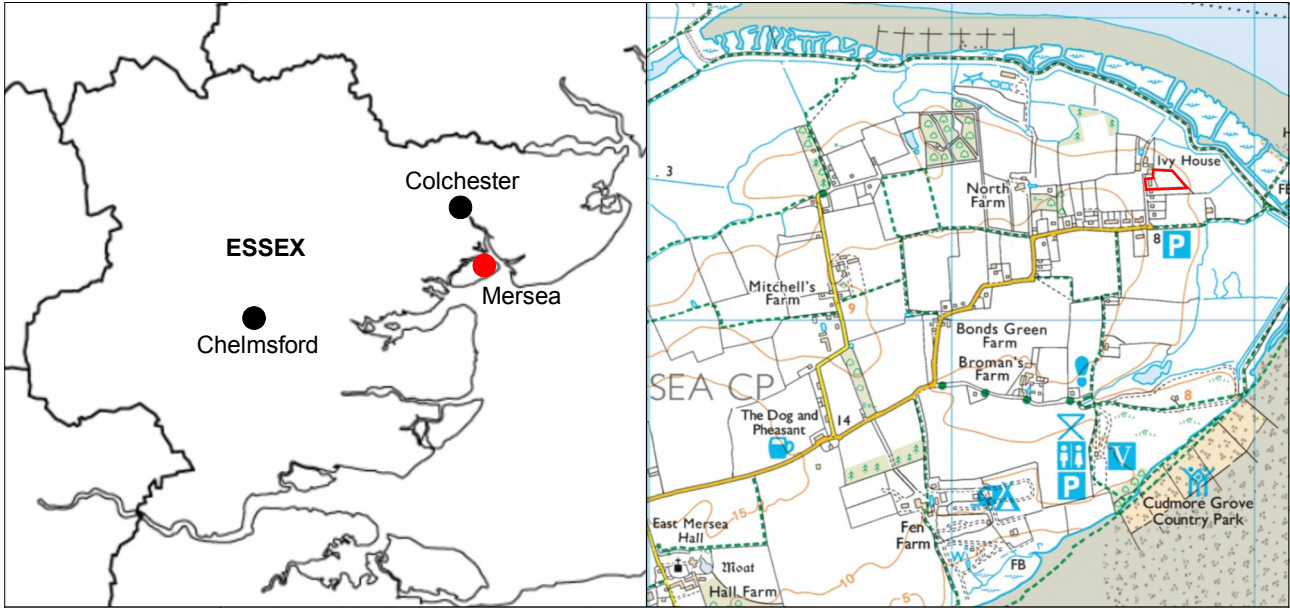 Colchester
ESSEX
Mersea
Chelmsford
3
Ivy House
North
Farm
8
P
Mitchell's
Farm
9
Bonds Green
Farm
Broman's
Farm
SEA CP
8
The Dog and
Pheasant
14
V
P
Cudmore Grove
Country Park
15
East Mersea
Hall
Fen
Farm
W
Moat
FB
Hall Farm
10
5